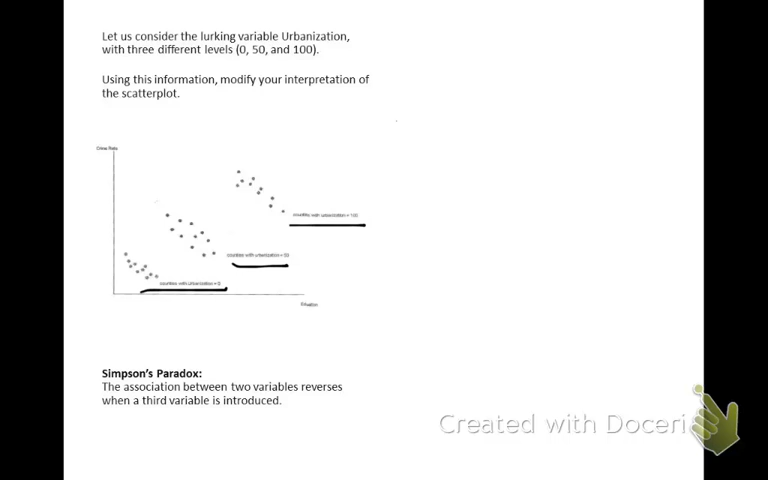 Let us consider the lurking variable Urbanization,
with three different levels (0, 50, and 100).
Using this information, modify your interpretation of
the scatterplot.
Crime Rate
counties with urbanization = 100
counties with urbanization = 50
counties with urbanization = 0
Education
Simpson's Paradox:
The association between two variables reverses
when a third variable is introduced.
Created with Doceri